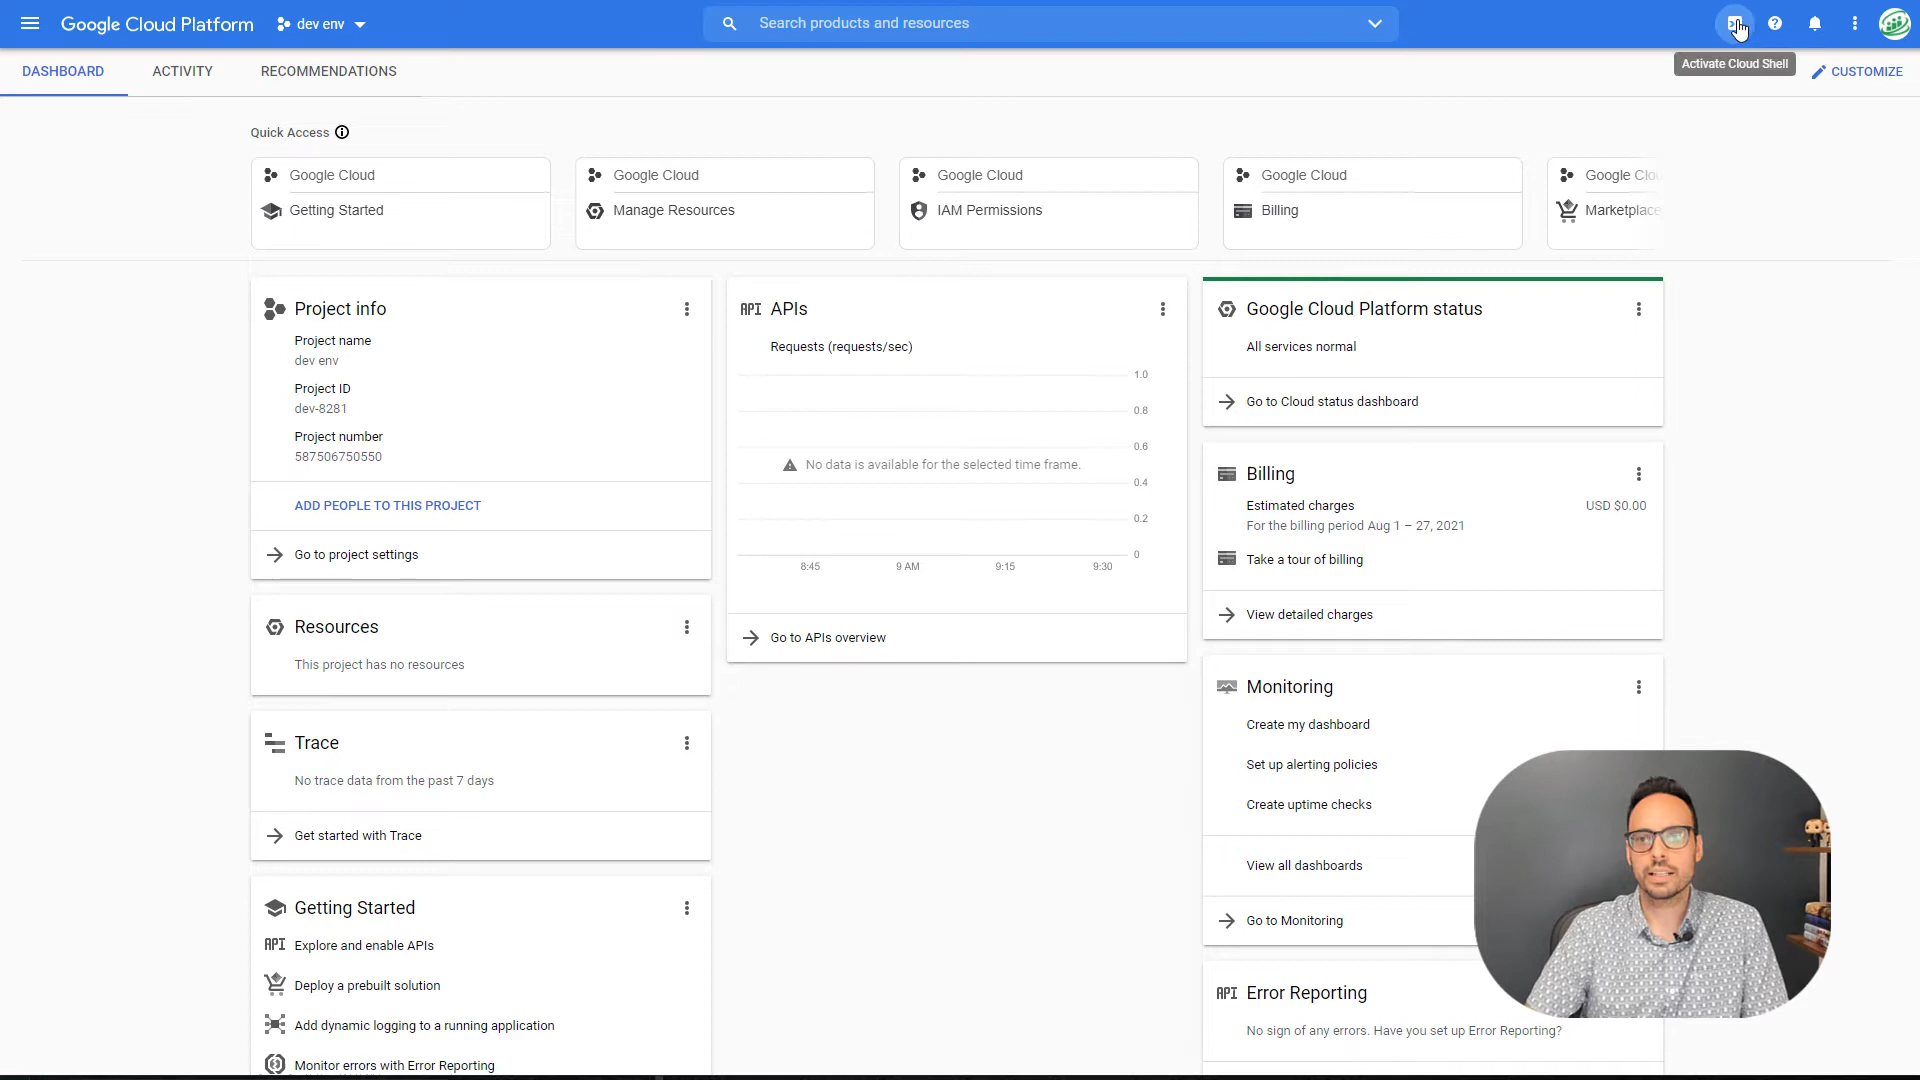 Google Cloud Platform
dev env
Search products and resources
Activate Cloud Shell
DASHBOARD
ACTIVITY
RECOMMENDATIONS
CUSTOMIZE
Quick Access
Google Cloud
Getting Started
Google Cloud
Manage Resources
Google Cloud
IAM Permissions
Google Cloud
Billing
Google Clou
Marketplace
Project info
Project name
dev env
Project ID
dev-8281
Project number
587506750550
ADD PEOPLE TO THIS PROJECT
Go to project settings
Resources
This project has no resources
Trace
No trace data from the past 7 days
Get started with Trace
Getting Started
API Explore and enable APIs
Deploy a prebuilt solution
Add dynamic logging to a running application
Monitor errors with Error Reporting
API APIs
Requests (requests/sec)
1.0
0.8
0.6
No data is available for the selected time frame.
0.4
0.2
0
8:45 9 AM 9:15 9:30
Go to APIs overview
Google Cloud Platform status
All services normal
Go to Cloud status dashboard
Billing
Estimated charges USD $0.00
For the billing period Aug 1 – 27, 2021
Take a tour of billing
View detailed charges
Monitoring
Create my dashboard
Set up alerting policies
Create uptime checks
View all dashboards
Go to Monitoring
API Error Reporting
No sign of any errors. Have you set up Error Reporting?